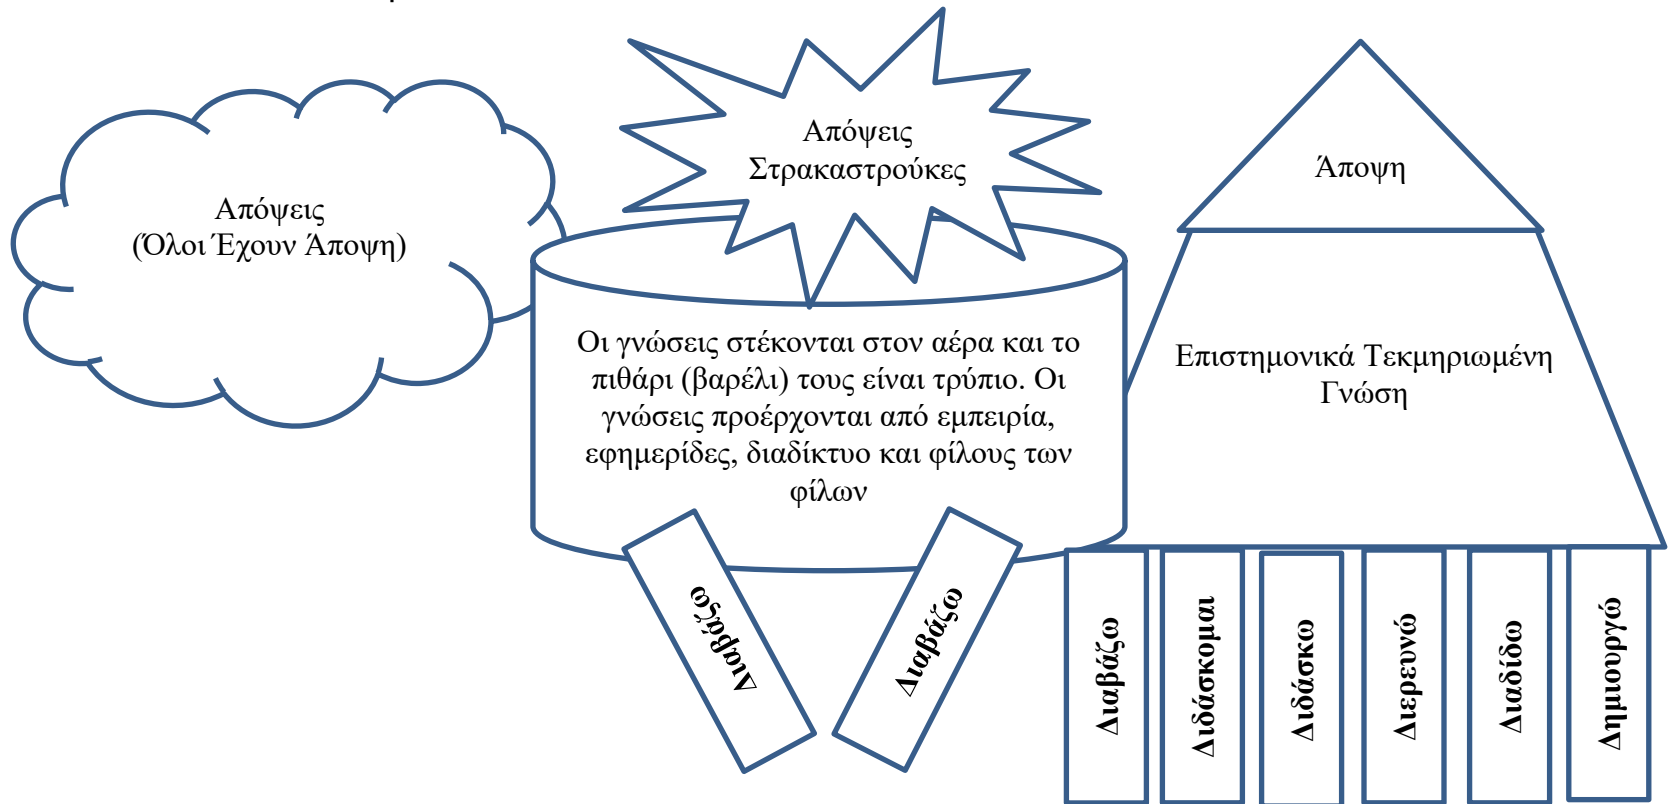 Απόψεις
(Όλοι Έχουν Άποψη)
Απόψεις
Στρακαστρούκες
Οι γνώσεις στέκονται στον αέρα και το
πιθάρι (βαρέλι) τους είναι τρύπιο. Οι
γνώσεις προέρχονται από εμπειρία,
εφημερίδες, διαδίκτυο και φίλους των
φίλων
Διαβάζω
Διαβάζω
Άποψη
Επιστημονικά Τεκμηριωμένη
Γνώση
Διαβάζω
Διδάσκομαι
Διδάσκω
Διερευνώ
Διαδίδω
Δημιουργώ